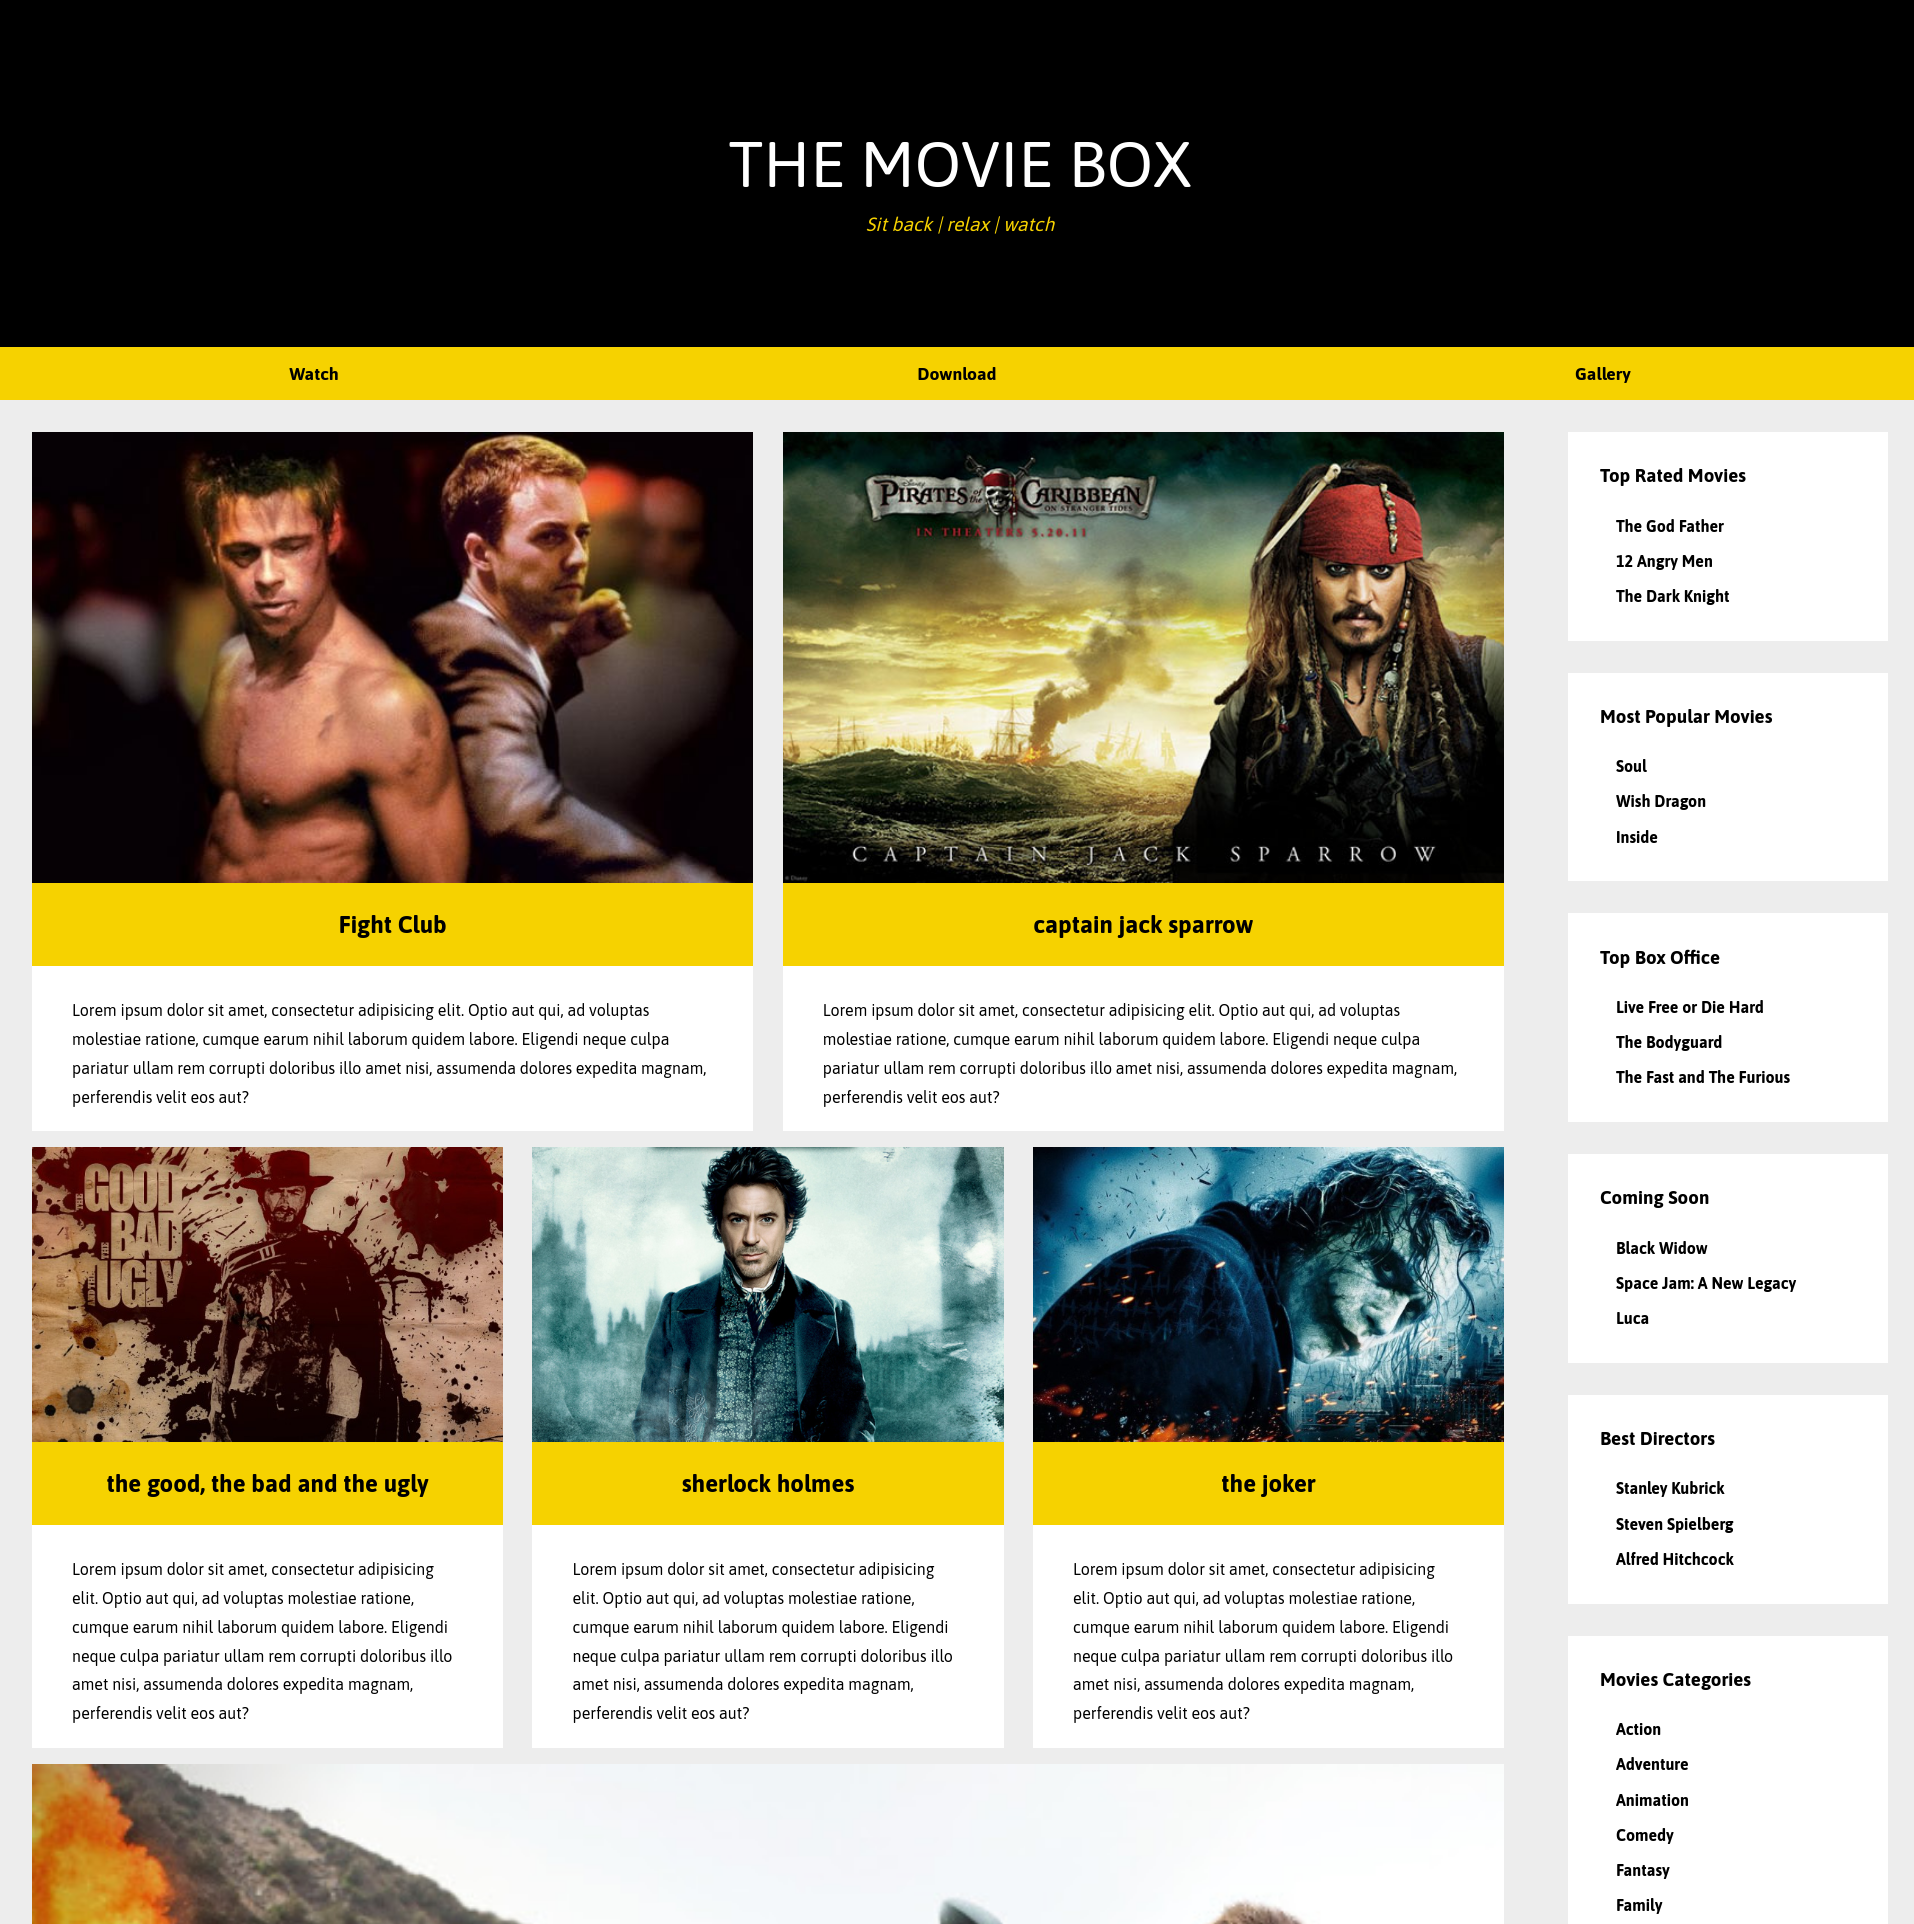 THE MOVIE BOX
Sit back | relax | watch
Watch
Download
Gallery
Disney
PIRATES of the CARIBBEAN
ON STRANGER TIDES
IN THEATERS 5.20.11
CAPTAIN JACK SPARROW
© Disney
Fight Club
captain jack sparrow
Lorem ipsum dolor sit amet, consectetur adipisicing elit. Optio aut qui, ad voluptas
molestiae ratione, cumque earum nihil laborum quidem labore. Eligendi neque culpa
pariatur ullam rem corrupti doloribus illo amet nisi, assumenda dolores expedita magnam,
perferendis velit eos aut?
Lorem ipsum dolor sit amet, consectetur adipisicing elit. Optio aut qui, ad voluptas
molestiae ratione, cumque earum nihil laborum quidem labore. Eligendi neque culpa
pariatur ullam rem corrupti doloribus illo amet nisi, assumenda dolores expedita magnam,
perferendis velit eos aut?
THE GOOD
THE BAD
AND THE UGLY
the good, the bad and the ugly
sherlock holmes
the joker
Lorem ipsum dolor sit amet, consectetur adipisicing
elit. Optio aut qui, ad voluptas molestiae ratione,
cumque earum nihil laborum quidem labore. Eligendi
neque culpa pariatur ullam rem corrupti doloribus illo
amet nisi, assumenda dolores expedita magnam,
perferendis velit eos aut?
Lorem ipsum dolor sit amet, consectetur adipisicing
elit. Optio aut qui, ad voluptas molestiae ratione,
cumque earum nihil laborum quidem labore. Eligendi
neque culpa pariatur ullam rem corrupti doloribus illo
amet nisi, assumenda dolores expedita magnam,
perferendis velit eos aut?
Lorem ipsum dolor sit amet, consectetur adipisicing
elit. Optio aut qui, ad voluptas molestiae ratione,
cumque earum nihil laborum quidem labore. Eligendi
neque culpa pariatur ullam rem corrupti doloribus illo
amet nisi, assumenda dolores expedita magnam,
perferendis velit eos aut?
Top Rated Movies
The God Father
12 Angry Men
The Dark Knight
Most Popular Movies
Soul
Wish Dragon
Inside
Top Box Office
Live Free or Die Hard
The Bodyguard
The Fast and The Furious
Coming Soon
Black Widow
Space Jam: A New Legacy
Luca
Best Directors
Stanley Kubrick
Steven Spielberg
Alfred Hitchcock
Movies Categories
Action
Adventure
Animation
Comedy
Fantasy
Family